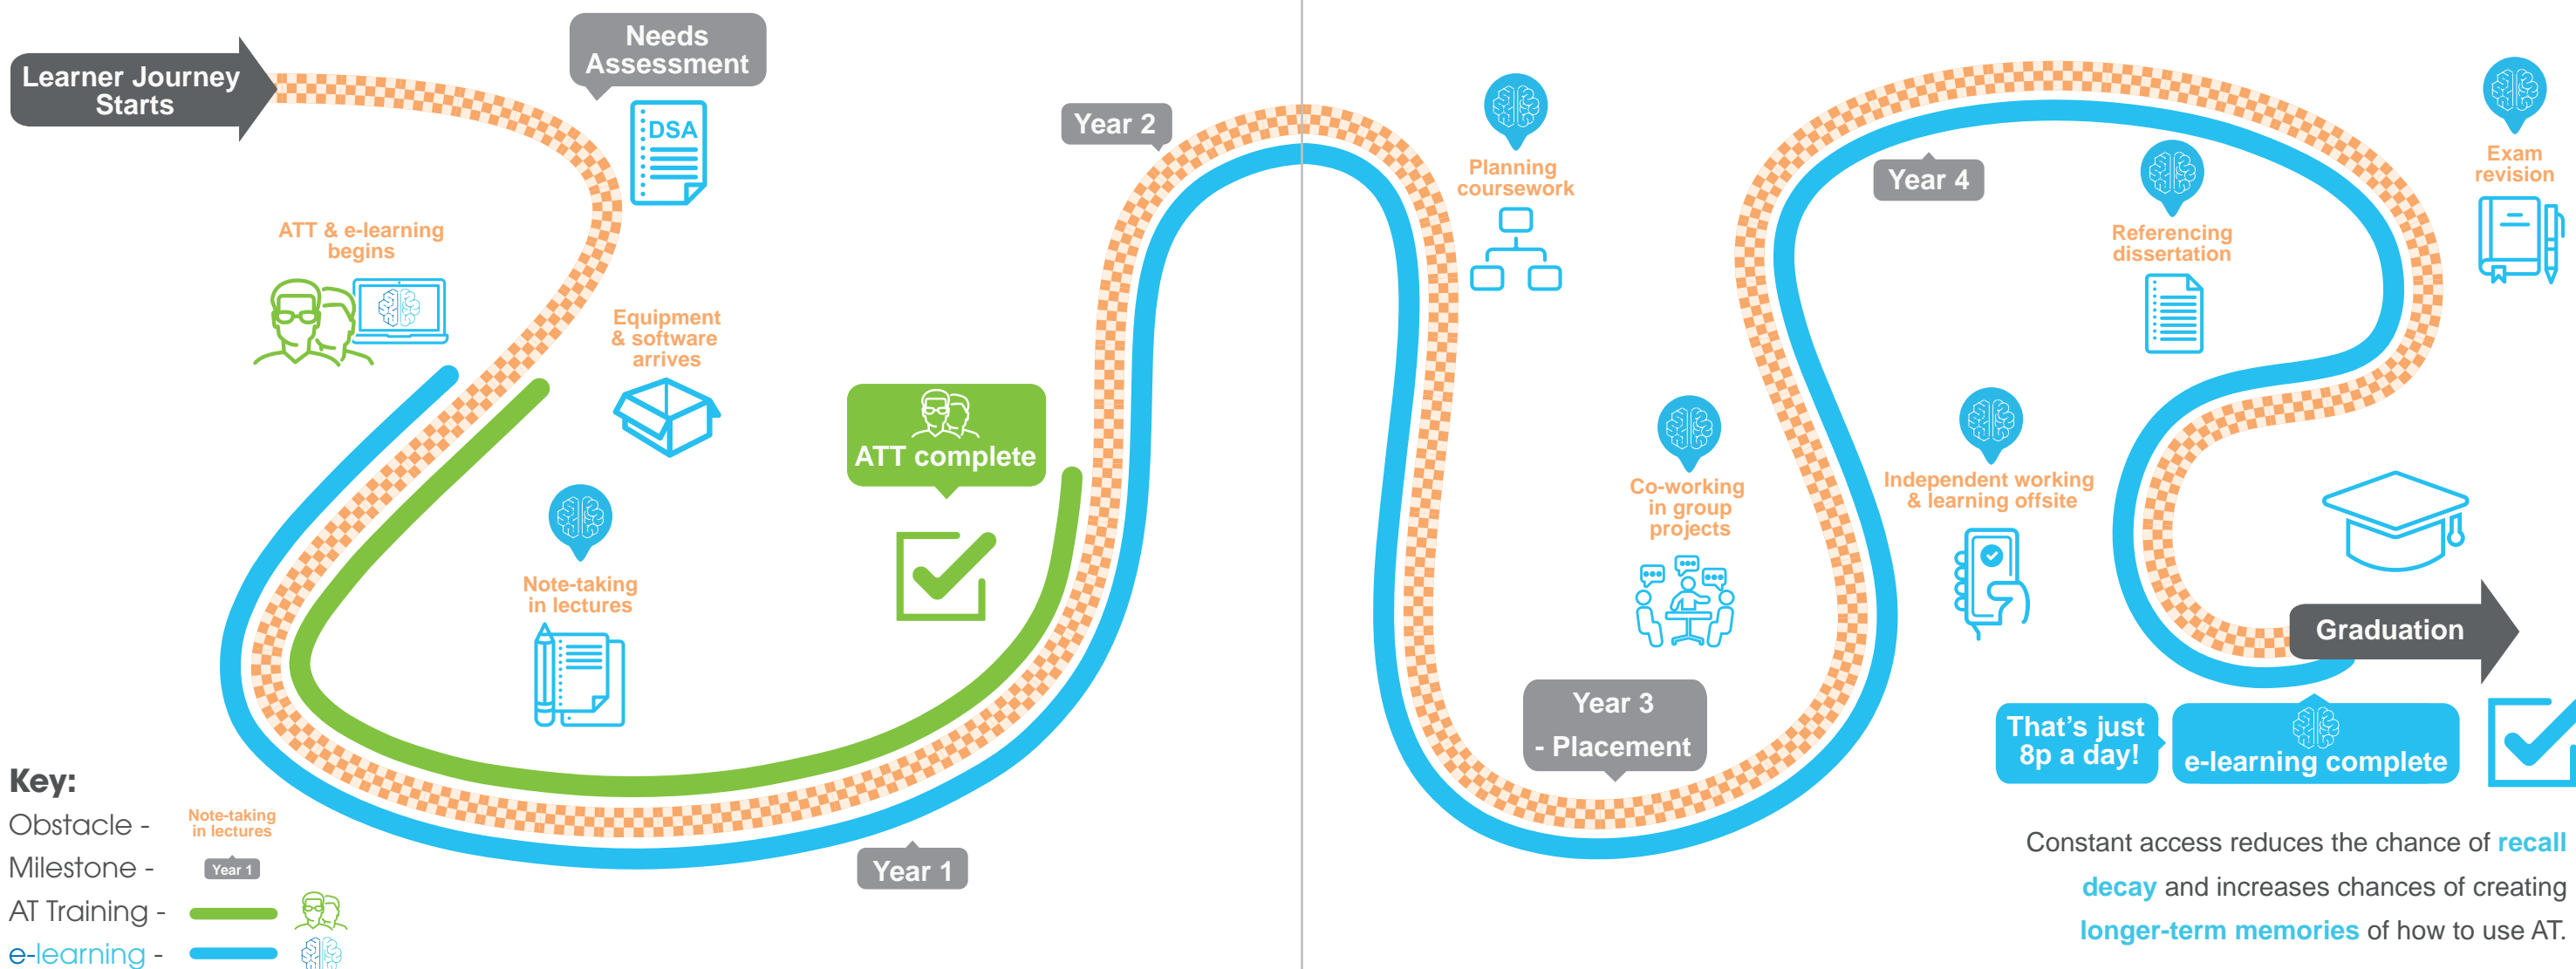 Learner Journey
Starts
Needs
Assessment
DSA
ATT & e-learning
begins
Equipment
& software
arrives
Note-taking
in lectures
ATT complete
Year 1
Year 2
Planning
coursework
Co-working
in group
projects
Year 3
- Placement
Year 4
Independent working
& learning offsite
Referencing
dissertation
Exam
revision
Graduation
That's just
8p a day!
e-learning complete
Constant access reduces the chance of recall
decay and increases chances of creating
longer-term memories of how to use AT.
Key:
Obstacle -
Note-taking
in lectures
Milestone -
Year 1
AT Training -
e-learning -